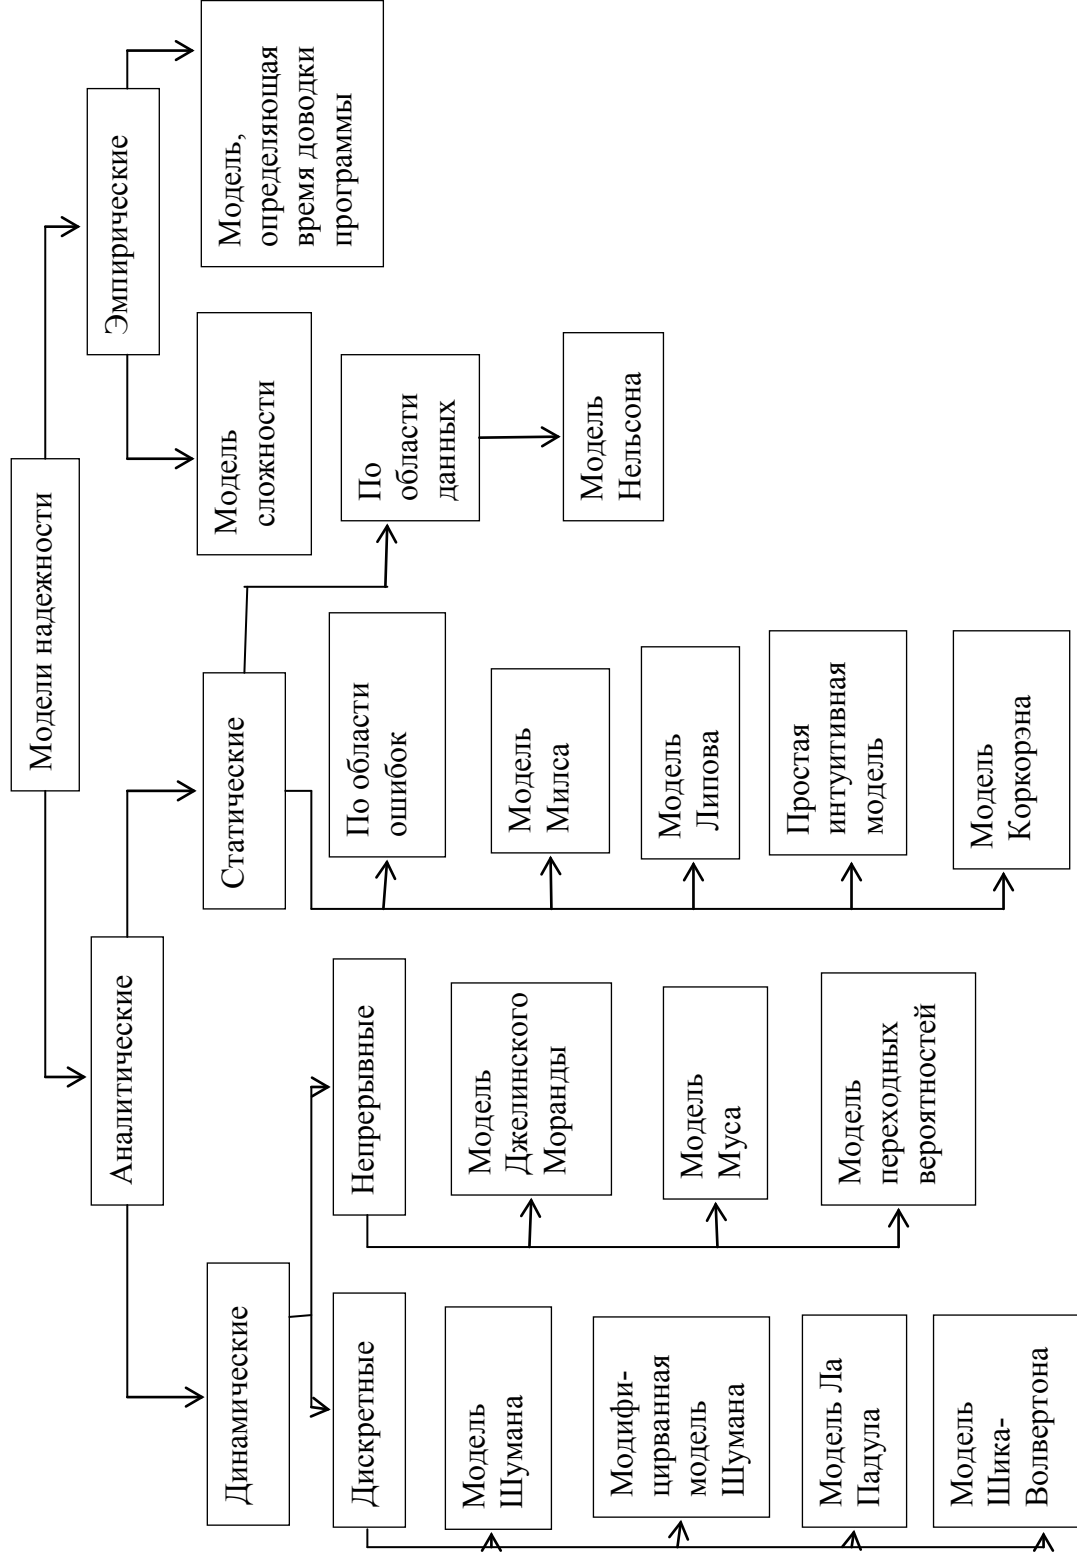 Модели надежности
Аналитические
Эмпирические
Динамические
Статические
Модель
сложности
Модель,
определяющая
время доводки
программы
Дискретные
Непрерывные
По области
ошибок
По
области
данных
Модель
Шумана
Модифи-
цирванная
модель
Шумана
Модель Ла
Падула
Модель
Шика-
Волвертона
Модель
Джелинского
Моранды
Модель
Муса
Модель
переходных
вероятностей
Модель
Милса
Модель
Липова
Простая
интуитивная
модель
Модель
Коркорэна
Модель
Нельсона